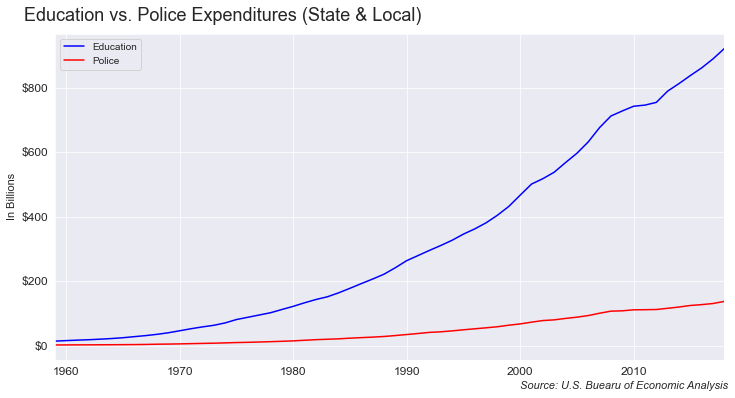 Education vs. Police Expenditures (State & Local)
Education
Police
In Billions
$800
$600
$400
$200
$0
1960 1970 1980 1990 2000 2010
Source: U.S. Buearu of Economic Analysis